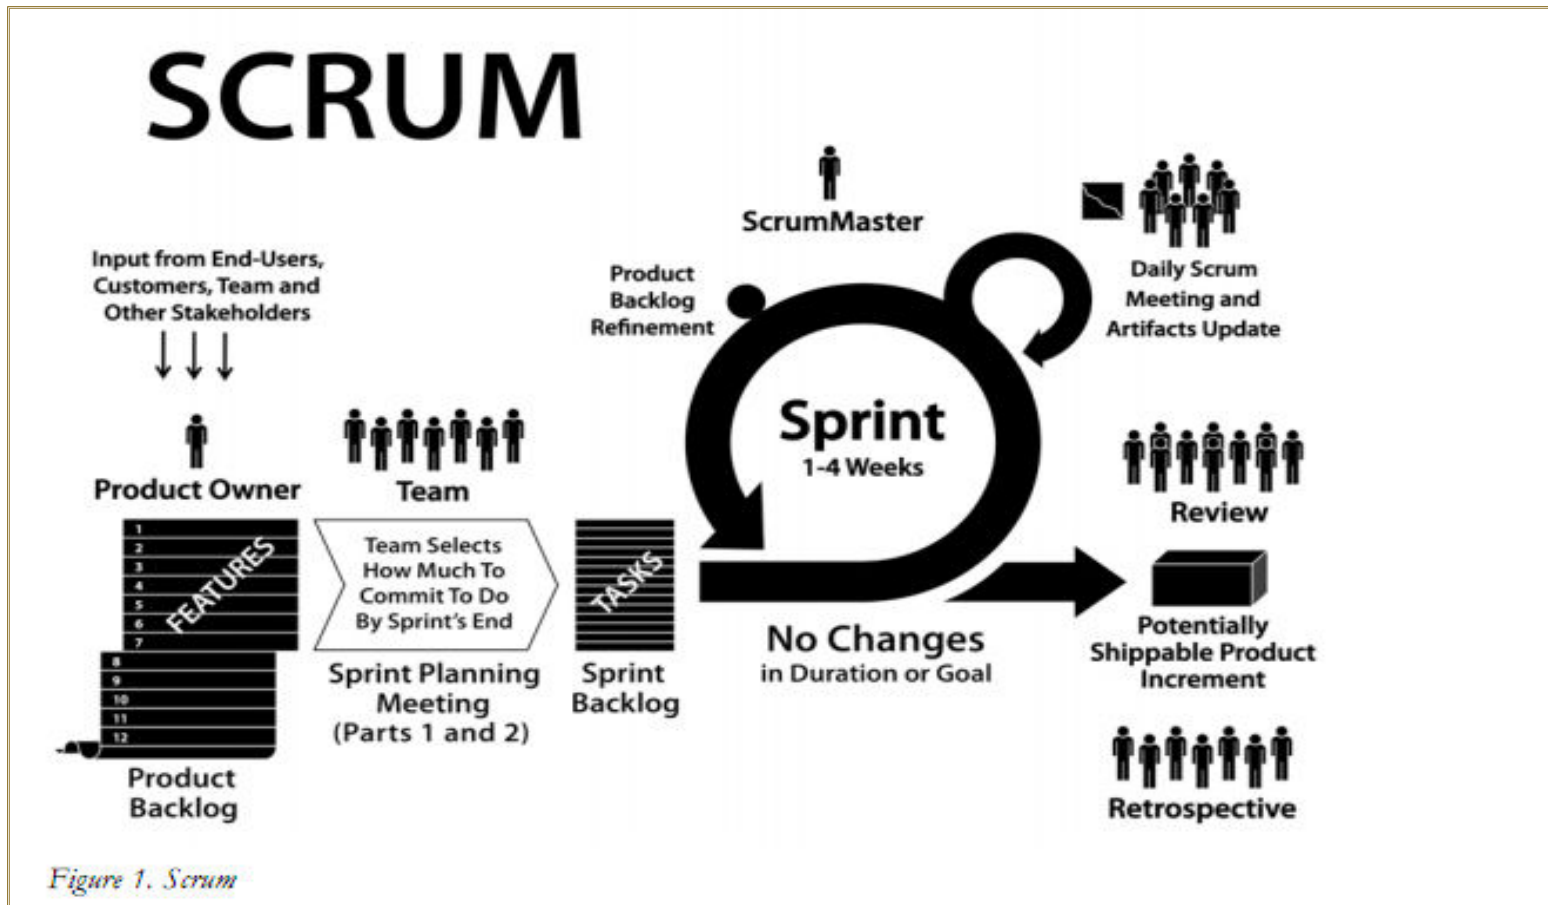 SCRUM
Input from End-Users,
Customers, Team and
Other Stakeholders
Product Owner
1
2
3
4
5
6
7
FEATURES
8
9
10
11
12
Product
Backlog
Team
Team Selects
How Much To
Commit To Do
By Sprint's End
Sprint Planning
Meeting
(Parts 1 and 2)
TASKS
Sprint
Backlog
Product
Backlog
Refinement
ScrumMaster
Sprint
1-4 Weeks
No Changes
in Duration or Goal
Daily Scrum
Meeting and
Artifacts Update
Review
Potentially
Shippable Product
Increment
Retrospective
Figure 1. Scrum